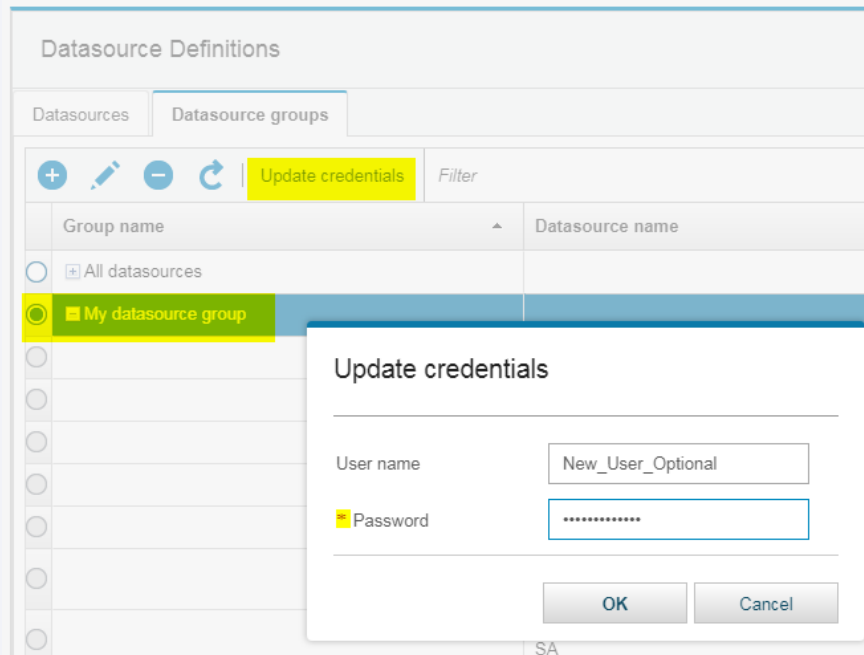 Datasource Definitions
Datasources Datasource groups
Update credentials Filter
Group name Datasource name
All datasources
My datasource group
Update credentials
User name New_User_Optional
* Password •••••••••••••
OK Cancel
SA